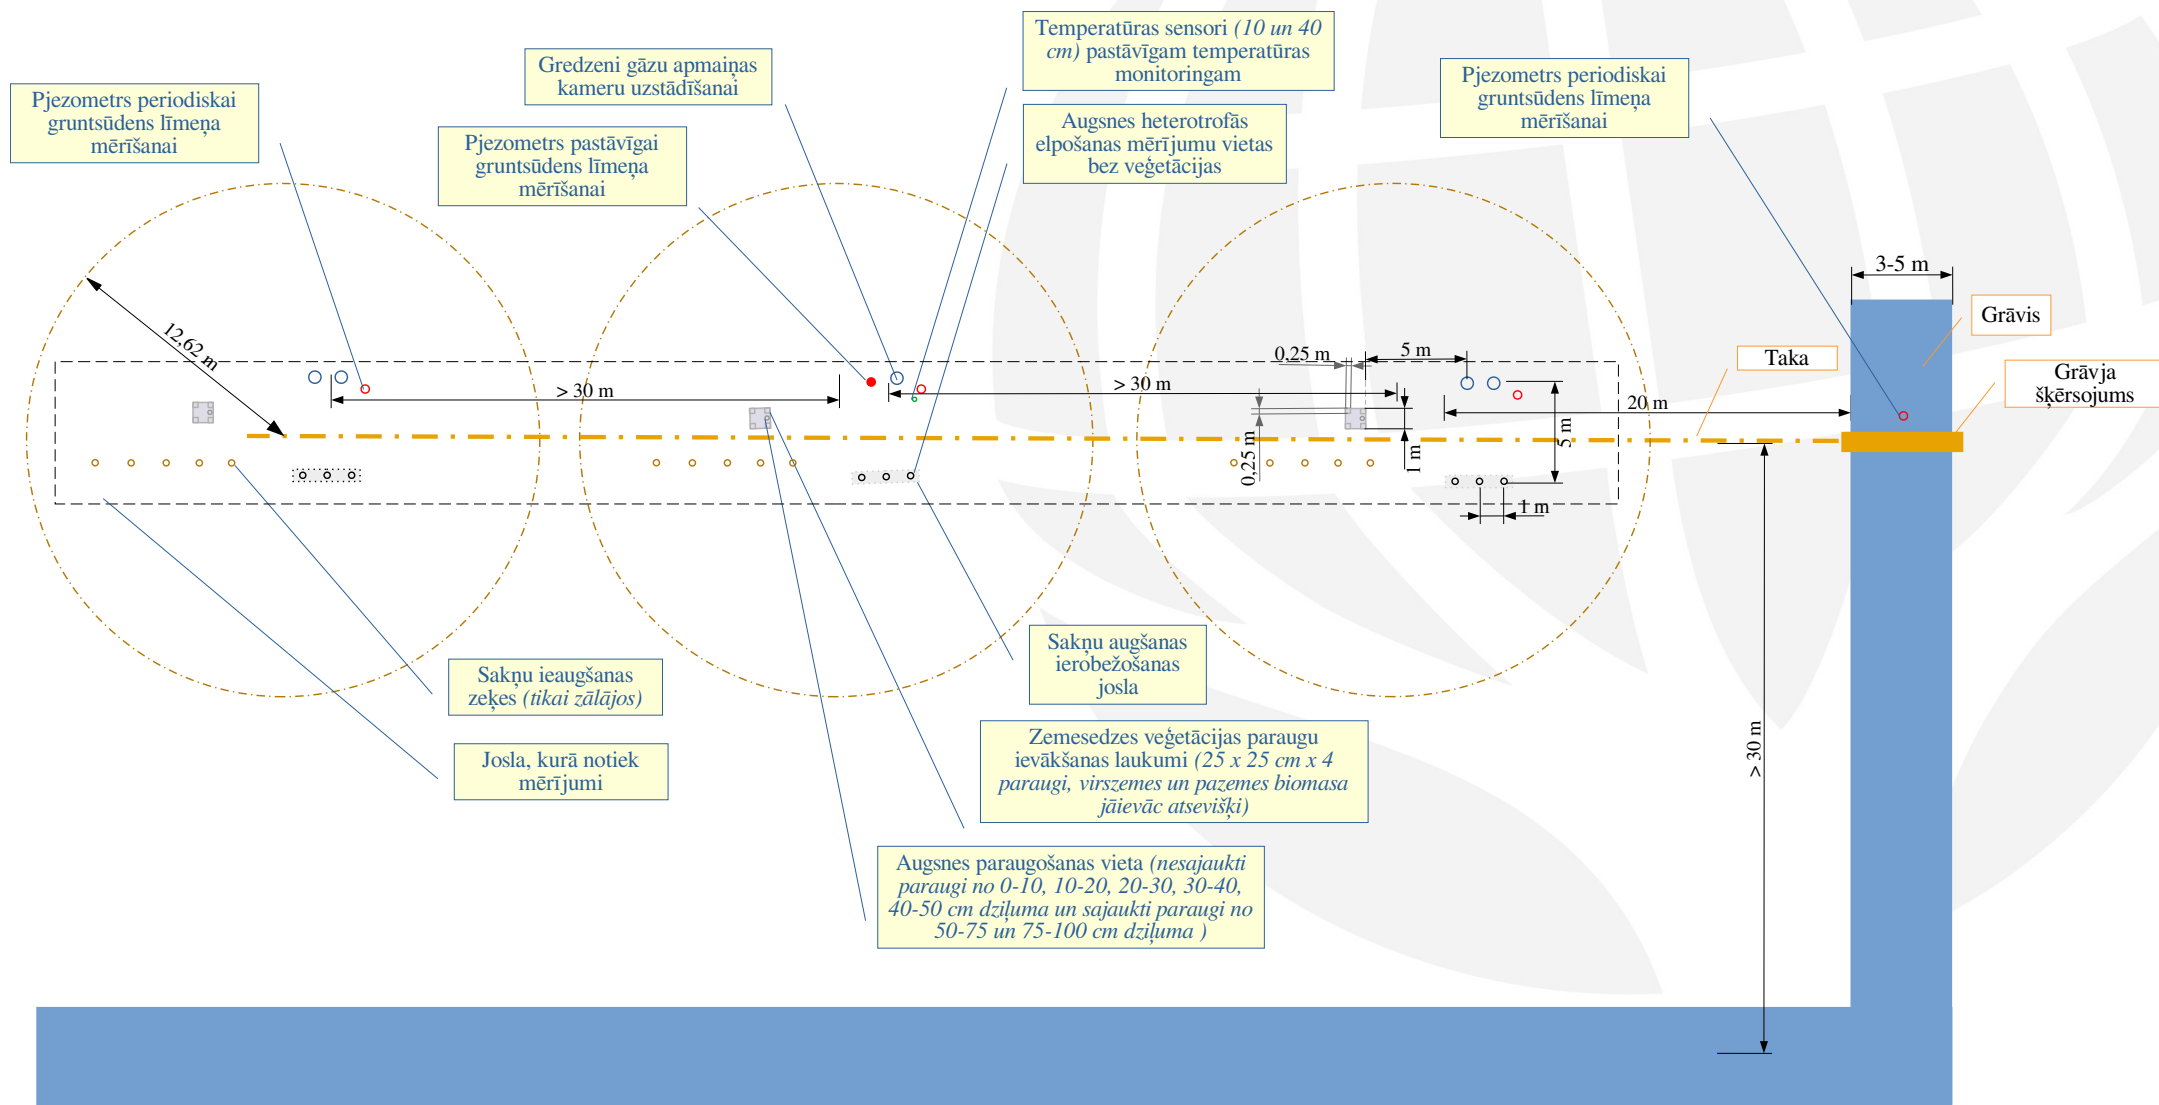 Temperatūras sensori (10 un 40
cm) pastāvīgam temperatūras
monitoringam
Gredzeni gāzu apmaiņas
kameru uzstādīšanai
Pjezometrs periodiskai
gruntsūdens līmeņa
mērīšanai
Pjezometrs periodiskai
gruntsūdens līmeņa
mērīšanai
Pjezometrs pastāvīgai
gruntsūdens līmeņa
mērīšanai
Augsnes heterotrofās
elpošanas mērījumu vietas
bez veģetācijas
3-5 m
Grāvis
12,62 m
0,25 m
5 m
Taka
Grāvja
šķērsojums
> 30 m
> 30 m
20 m
0,25 m
1 m
5 m
1 m
Sakņu ieaugšanas
zeķes (tikai zālājos)
Sakņu augšanas
ierobežošanas
josla
Josla, kurā notiek
mērījumi
Zemesedzes veģetācijas paraugu
ievākšanas laukumi (25 x 25 cm x 4
paraugi, virszemes un pazemes biomasa
jāievāc atsevišķi)
> 30 m
Augsnes paraugošanas vieta (nesajaukti
paraugi no 0-10, 10-20, 20-30, 30-40,
40-50 cm dziļuma un sajaukti paraugi no
50-75 un 75-100 cm dziļuma )